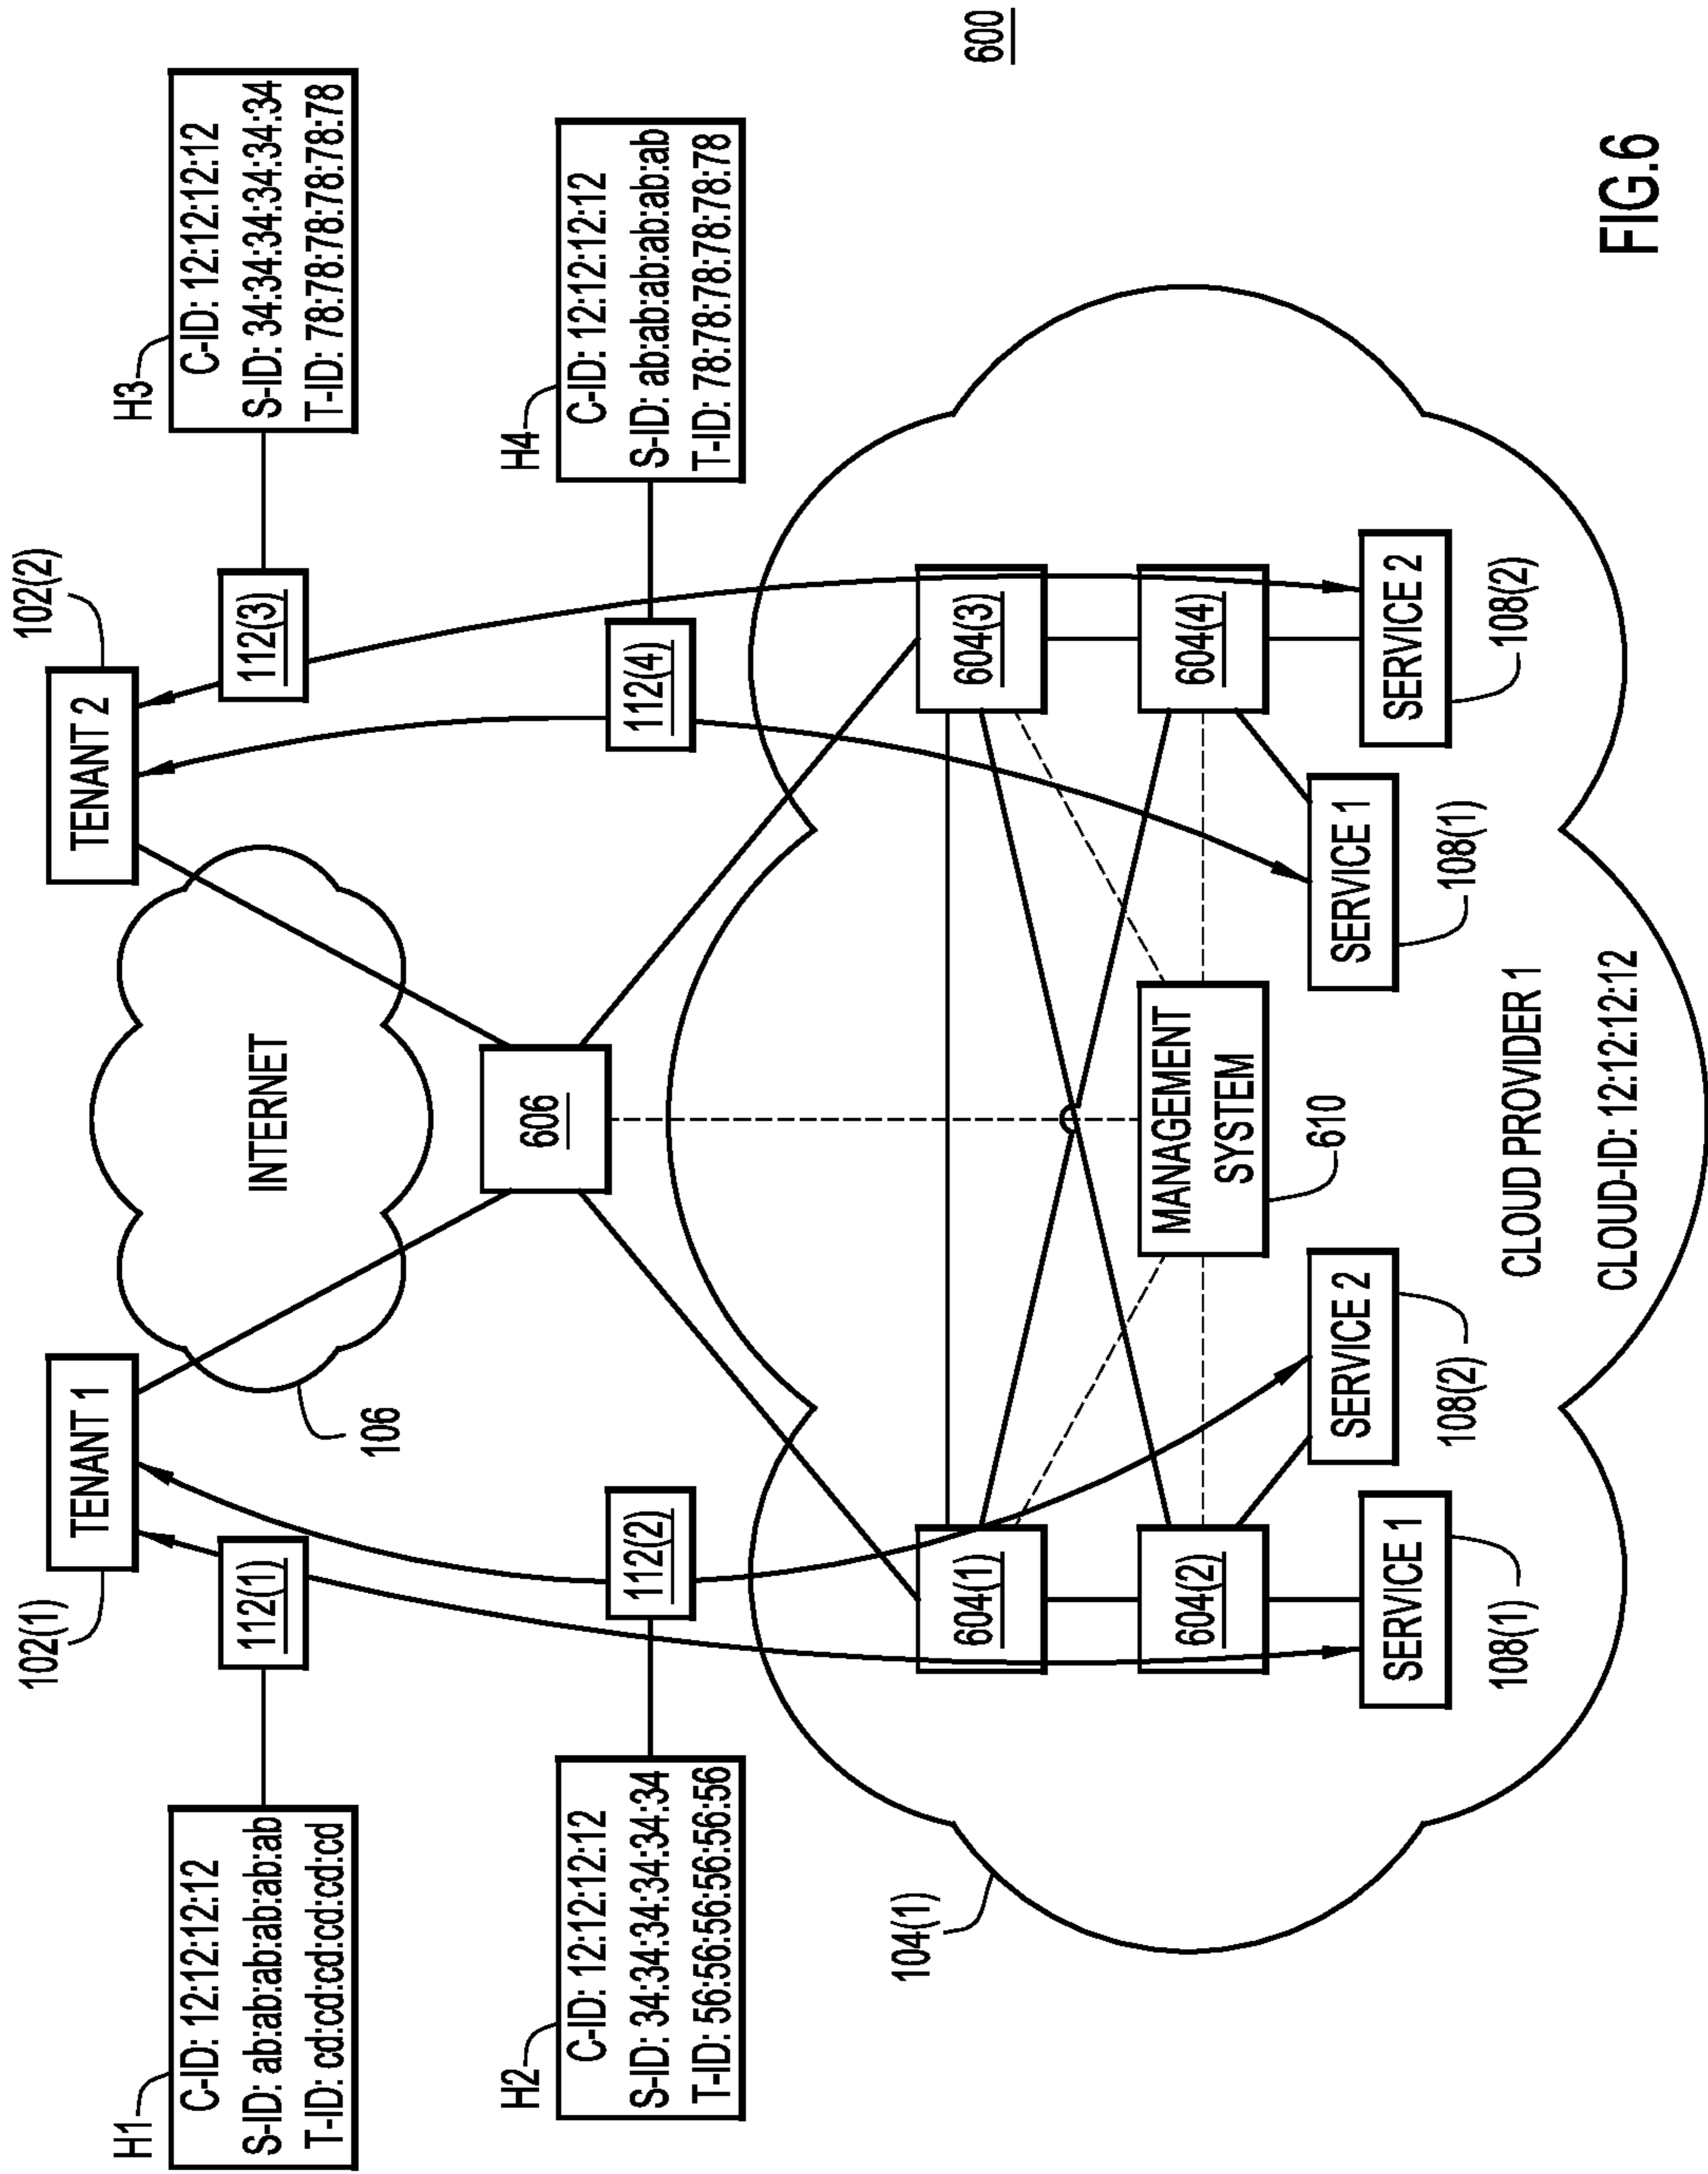 102(1)
102(2)
TENANT 1
TENANT 2
H1
C-ID: 12:12:12:12
S-ID: ab:ab:ab:ab:ab:ab
T-ID: cd:cd:cd:cd:cd:cd
112(1)
106
INTERNET
112(3)
H3
C-ID: 12:12:12:12
S-ID: 34:34:34:34:34:34
T-ID: 78:78:78:78:78:78
H2
C-ID: 12:12:12:12
S-ID: 34:34:34:34:34:34
T-ID: 56:56:56:56:56:56
112(2)
606
112(4)
H4
C-ID: 12:12:12:12
S-ID: ab:ab:ab:ab:ab:ab
T-ID: 78:78:78:78:78:78
104(1)
604(1)
604(3)
600
604(2)
MANAGEMENT
SYSTEM
604(4)
610
SERVICE 1
SERVICE 2
SERVICE 1
SERVICE 2
108(1)
108(2)
108(1)
108(2)
CLOUD PROVIDER 1
CLOUD-ID: 12:12:12:12
FIG.6